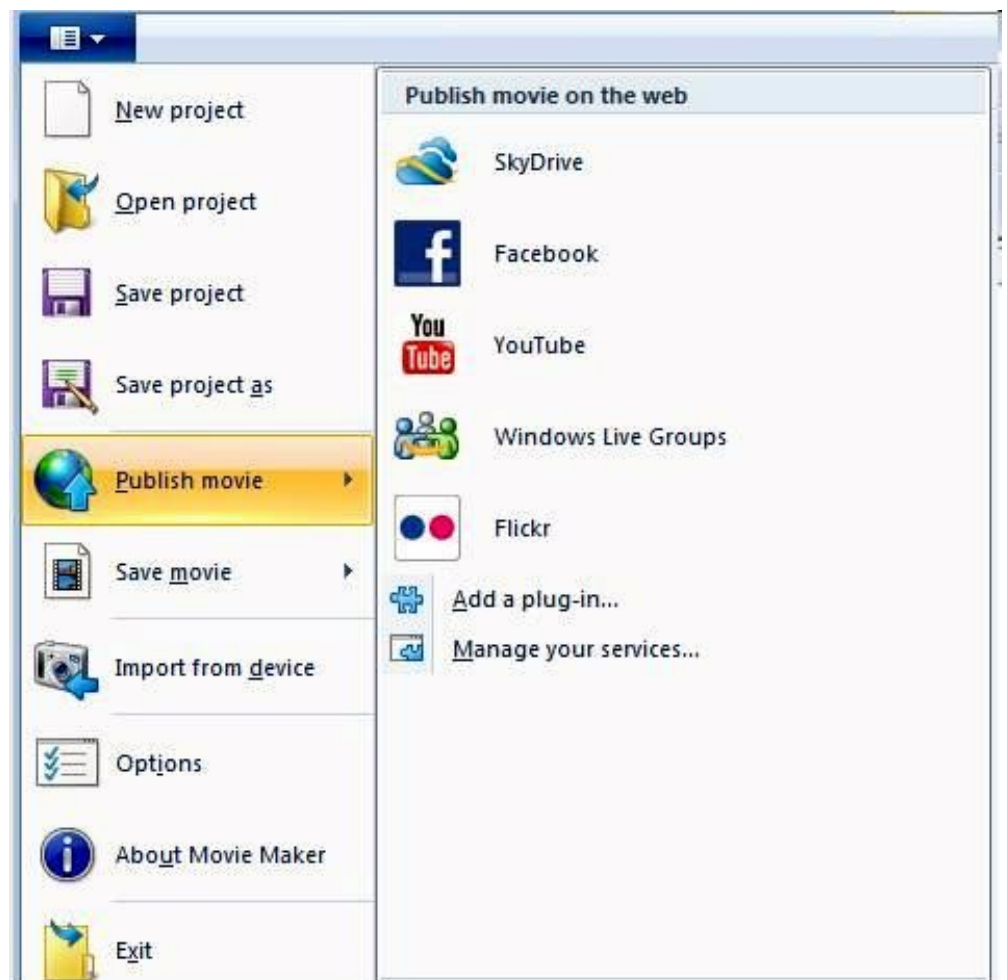 New project
Open project
Save project
Save project as
Publish movie
Save movie
Import from device
Options
About Movie Maker
Exit
Publish movie on the web
SkyDrive
f
Facebook
You
Tube
YouTube
Windows Live Groups
Flickr
Add a plug-in...
Manage your services...